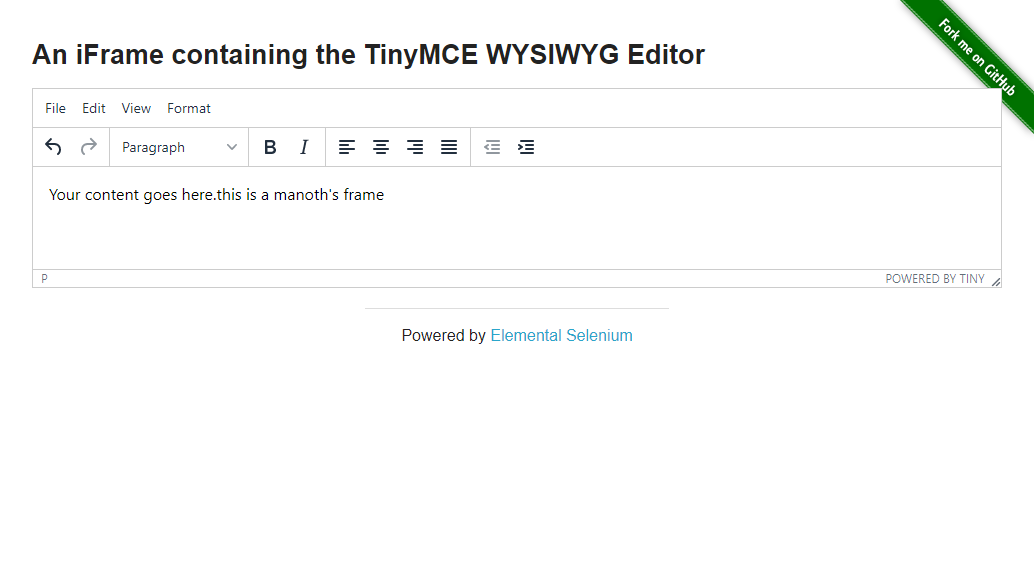 Fork me on GitHub
An iFrame containing the TinyMCE WYSIWYG Editor
File Edit View Format
Paragraph B I
Your content goes here.this is a manoth's frame
P POWERED BY TINY
Powered by Elemental Selenium